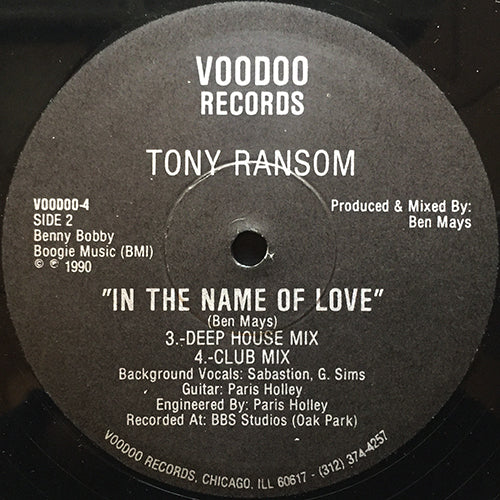 VOODOO
RECORDS
TONY RANSOM
VOODOO-4
SIDE 2
Benny Bobby
Boogie Music (BMI)
© ℗ 1990
Produced & Mixed By:
Ben Mays
"IN THE NAME OF LOVE"
(Ben Mays)
3.-DEEP HOUSE MIX
4.-CLUB MIX
Background Vocals: Sabastion, G. Sims
Guitar: Paris Holley
Engineered By: Paris Holley
Recorded At: BBS Studios (Oak Park)
VOODOO RECORDS, CHICAGO, ILL 60617 - (312) 374-4257